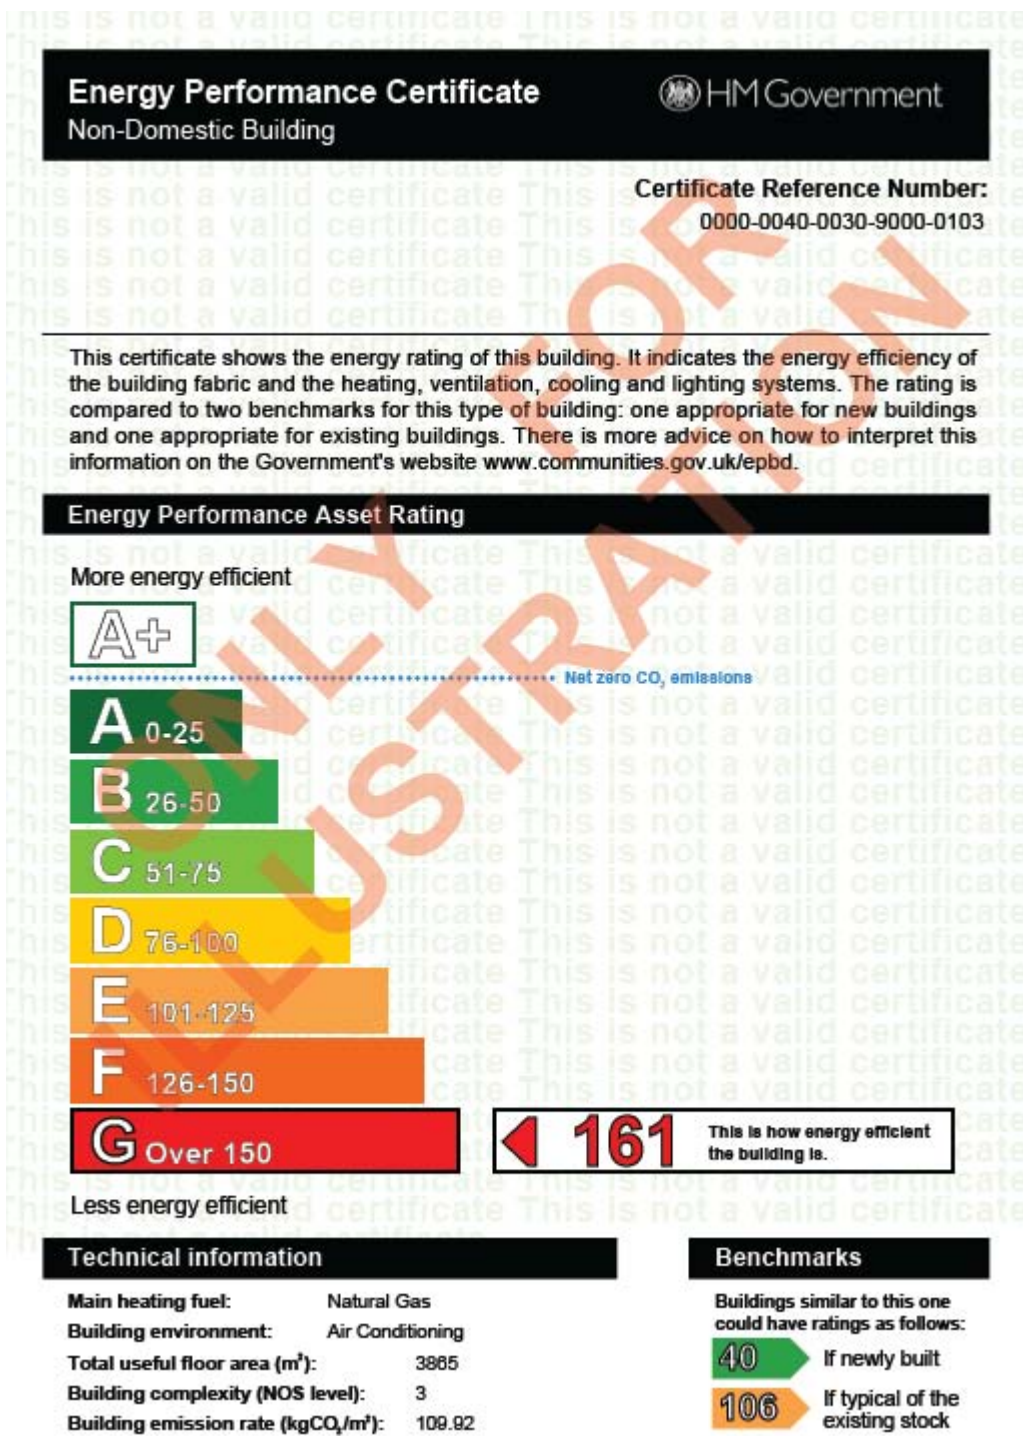 Energy Performance Certificate
HM Government
Non-Domestic Building
Certificate Reference Number:
0000-0040-0030-9000-0103
This certificate shows the energy rating of this building. It indicates the energy efficiency of
the building fabric and the heating, ventilation, cooling and lighting systems. The rating is
compared to two benchmarks for this type of building: one appropriate for new buildings
and one appropriate for existing buildings. There is more advice on how to interpret this
information on the Government's website www.communities.gov.uk/epbd.
Energy Performance Asset Rating
More energy efficient
A+
Net zero CO₂ emissions
A 0-25
B 26-50
C 51-75
D 76-100
E 101-125
F 126-150
G Over 150
161
This is how energy efficient
the building is.
Less energy efficient
Technical information
Main heating fuel: Natural Gas
Building environment: Air Conditioning
Total useful floor area (m²): 3865
Building complexity (NOS level): 3
Building emission rate (kgCO₂/m²): 109.92
Benchmarks
Buildings similar to this one
could have ratings as follows:
40 If newly built
106 If typical of the
existing stock
ONLY FOR
ILLUSTRATION
This is not a valid certificate